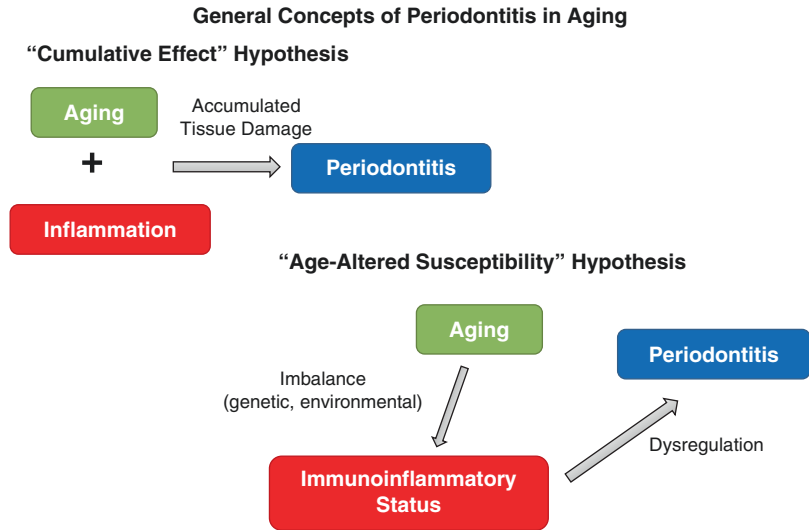 General Concepts of Periodontitis in Aging
“Cumulative Effect” Hypothesis
Aging
+
Inflammation
Accumulated
Tissue Damage
Periodontitis
“Age-Altered Susceptibility” Hypothesis
Aging
Imbalance
(genetic, environmental)
Immunoinflammatory
Status
Dysregulation
Periodontitis